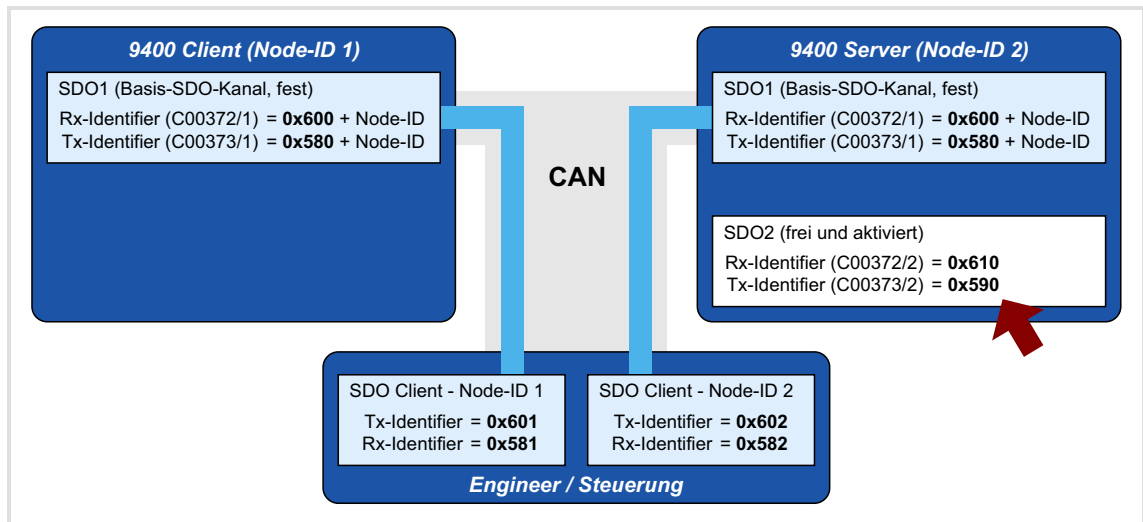 9400 Client (Node-ID 1)
SDO1 (Basis-SDO-Kanal, fest)
Rx-Identifier (C00372/1) = 0x600 + Node-ID
Tx-Identifier (C00373/1) = 0x580 + Node-ID
CAN
9400 Server (Node-ID 2)
SDO1 (Basis-SDO-Kanal, fest)
Rx-Identifier (C00372/1) = 0x600 + Node-ID
Tx-Identifier (C00373/1) = 0x580 + Node-ID
SDO2 (frei und aktiviert)
Rx-Identifier (C00372/2) = 0x610
Tx-Identifier (C00373/2) = 0x590
SDO Client - Node-ID 1
Tx-Identifier = 0x601
Rx-Identifier = 0x581
SDO Client - Node-ID 2
Tx-Identifier = 0x602
Rx-Identifier = 0x582
Engineer / Steuerung